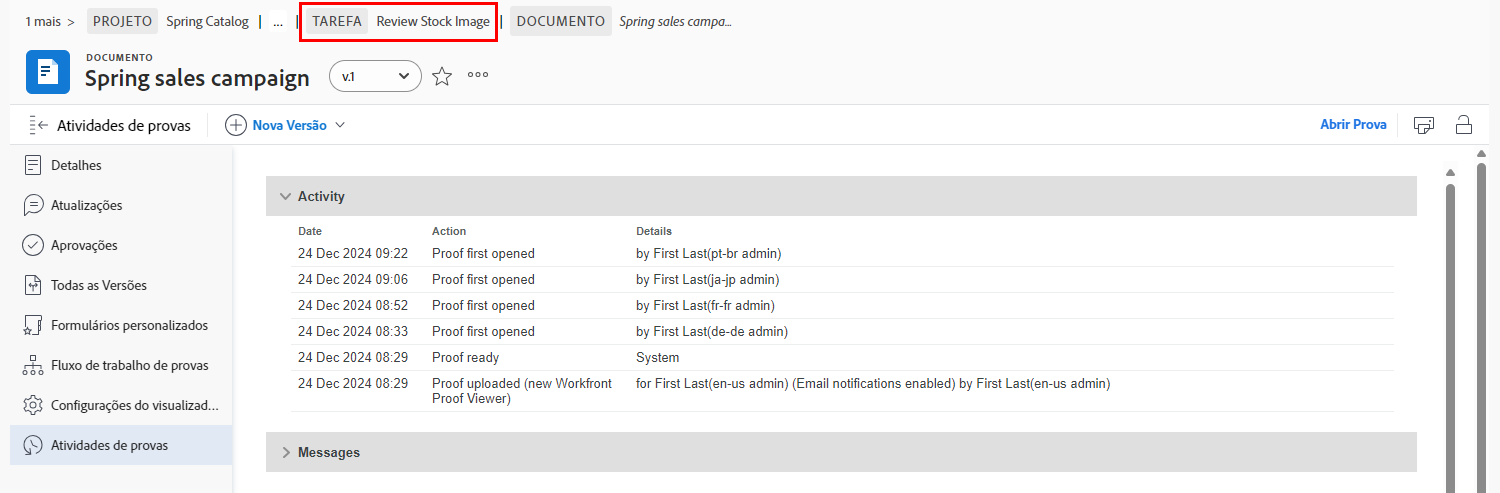 1 mais > PROJETO Spring Catalog | ... | TAREFA Review Stock Image | DOCUMENTO Spring sales campa...
DOCUMENTO
Spring sales campaign v.1
Atividades de provas Nova Versão Abrir Prova
Detalhes
Atualizações
Aprovações
Todas as Versões
Formulários personalizados
Fluxo de trabalho de provas
Configurações do visualizad...
Atividades de provas
Activity
Date Action Details
24 Dec 2024 09:22 Proof first opened by First Last(pt-br admin)
24 Dec 2024 09:06 Proof first opened by First Last(ja-jp admin)
24 Dec 2024 08:52 Proof first opened by First Last(fr-fr admin)
24 Dec 2024 08:33 Proof first opened by First Last(de-de admin)
24 Dec 2024 08:29 Proof ready System
24 Dec 2024 08:29 Proof uploaded (new Workfront for First Last(en-us admin) (Email notifications enabled) by First Last(en-us admin)
Proof Viewer)
Messages